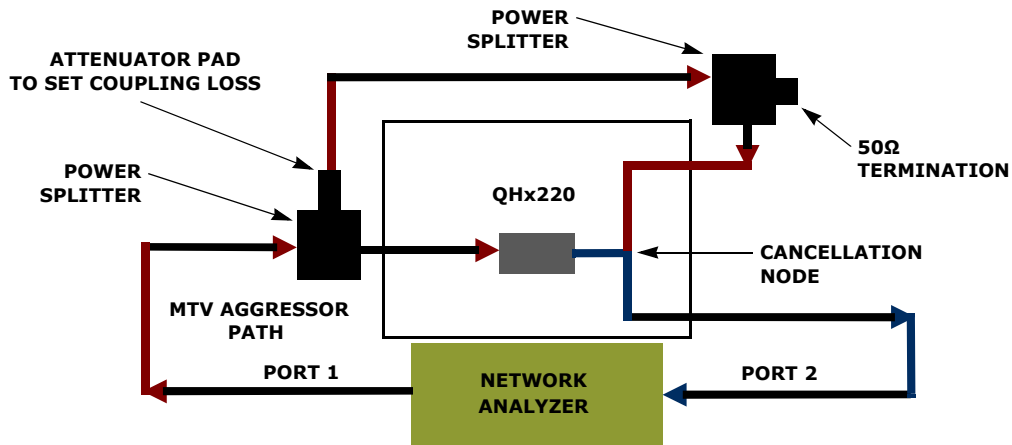 POWER
SPLITTER
ATTENUATOR PAD
TO SET COUPLING LOSS
50Ω
TERMINATION
POWER
SPLITTER
QHx220
CANCELLATION
NODE
MTV AGGRESSOR
PATH
PORT 1
NETWORK
ANALYZER
PORT 2